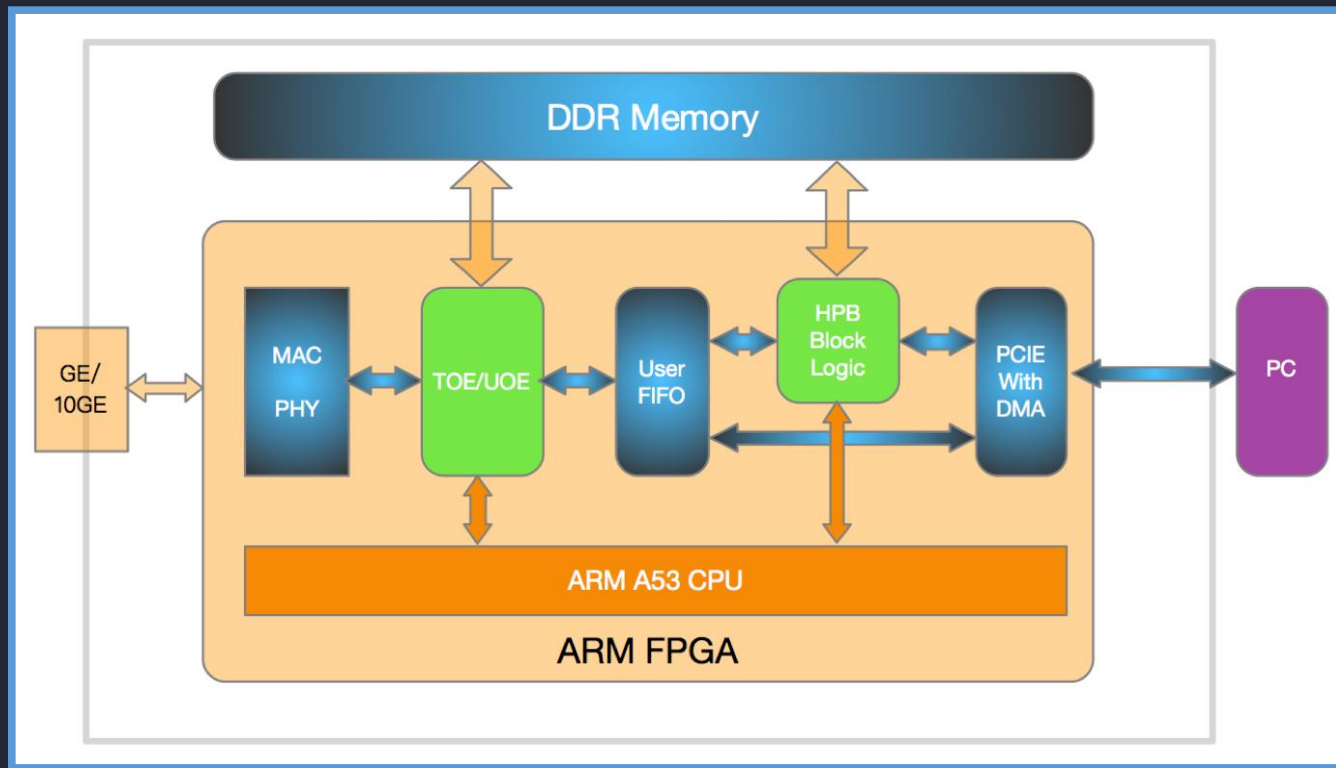 DDR Memory
GE/
10GE
MAC
PHY
TOE/UOE
User
FIFO
HPB
Block
Logic
PCIE
With
DMA
PC
ARM A53 CPU
ARM FPGA